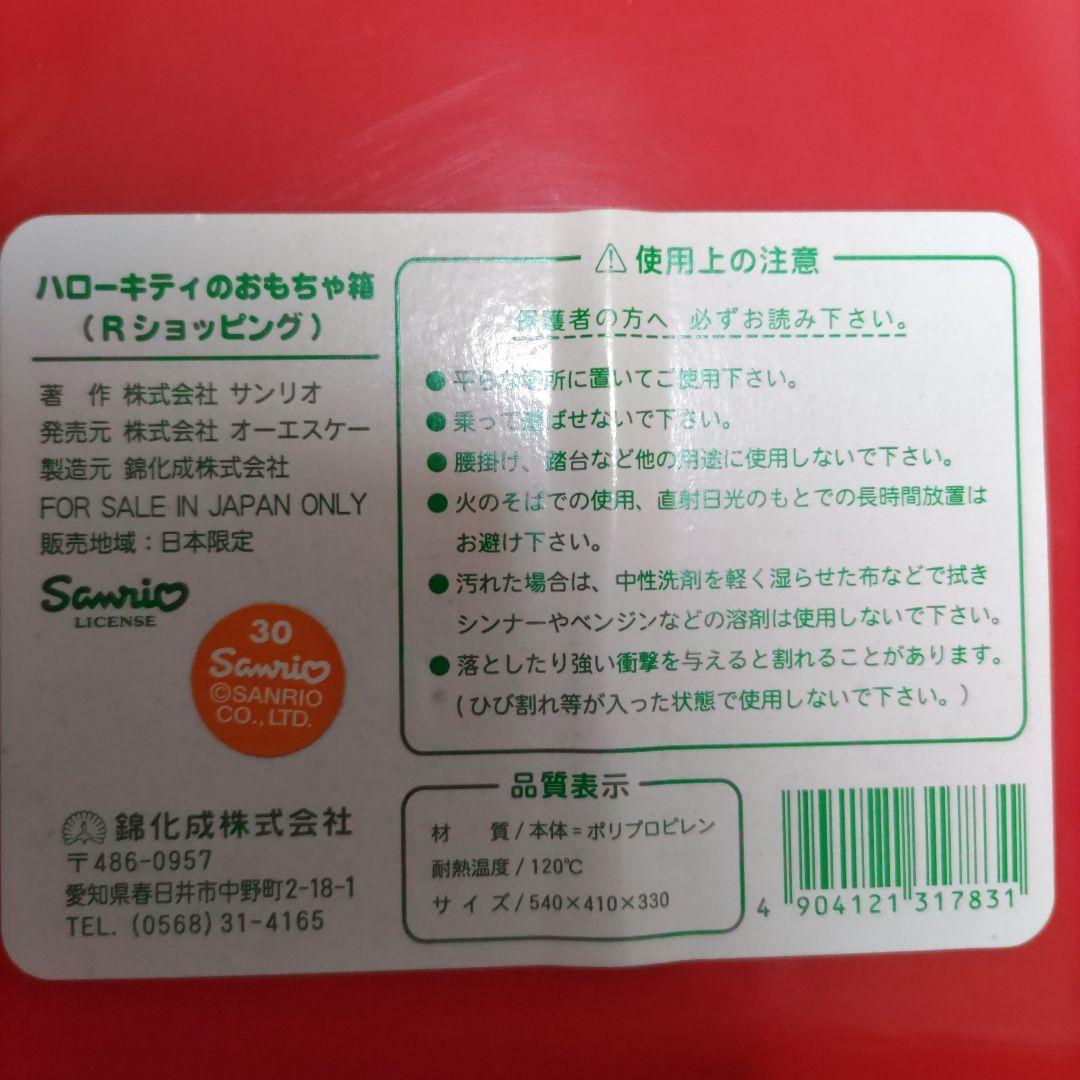 ハローキティのおもちゃ箱
(Rショッピング)
著　作 株式会社 サンリオ
発売元 株式会社 オーエスケー
製造元 錦化成株式会社
FOR SALE IN JAPAN ONLY
販売地域：日本限定
Sanrio
LICENSE
30
Sanrio
©SANRIO
CO., LTD.
⚠使用上の注意
保護者の方へ 必ずお読み下さい。
●平らな場所に置いてご使用下さい。
●乗って遊ばせないで下さい。
●腰掛け、踏台など他の用途に使用しないで下さい。
●火のそばでの使用、直射日光のもとでの長時間放置は
お避け下さい。
●汚れた場合は、中性洗剤を軽く湿らせた布などで拭き
シンナーやベンジンなどの溶剤は使用しないで下さい。
●落としたり強い衝撃を与えると割れることがあります。
(ひび割れ等が入った状態で使用しないで下さい。)
錦化成株式会社
〒486-0957
愛知県春日井市中野町2-18-1
TEL. (0568)31-4165
品質表示
材　　質/本体=ポリプロピレン
耐熱温度/120℃
サ イ ズ/540×410×330
4 904121 317831